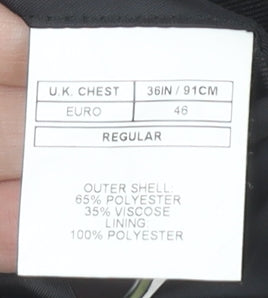 U.K. CHEST 36IN / 91CM
EURO 46
REGULAR
OUTER SHELL:
65% POLYESTER
35% VISCOSE
LINING:
100% POLYESTER